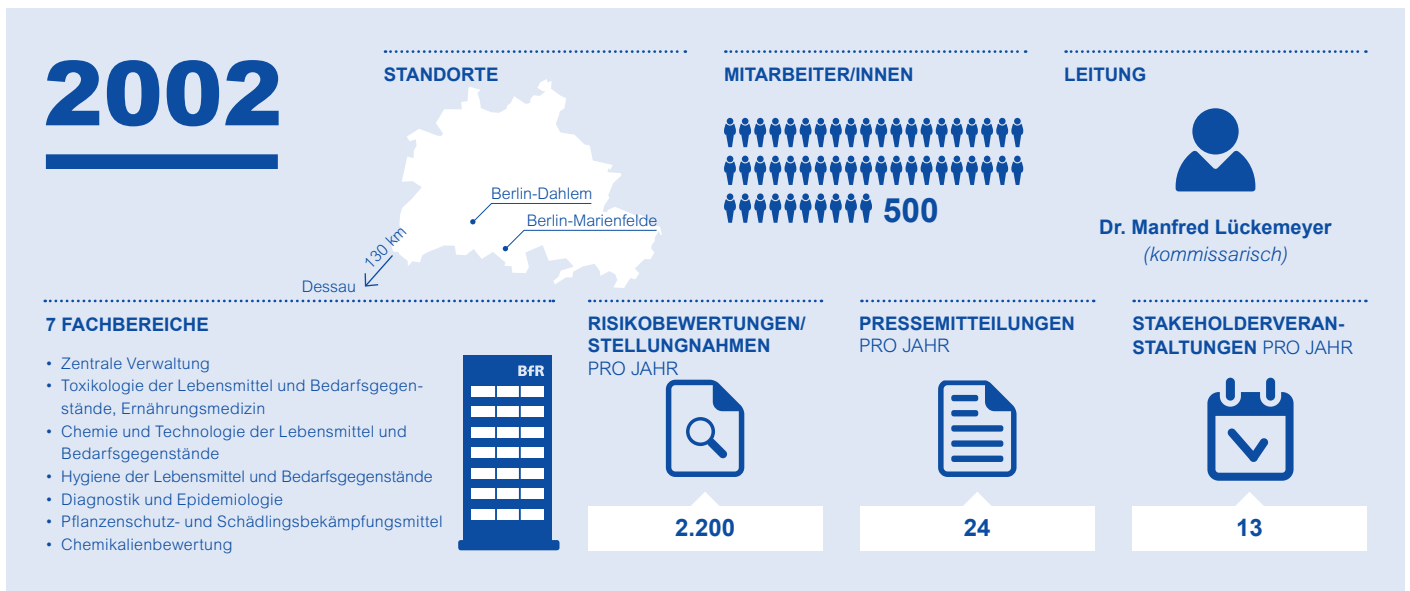 2002
STANDORTE
Berlin-Dahlem
Berlin-Marienfelde
130 km
Dessau
MITARBEITER/INNEN
500
LEITUNG
Dr. Manfred Lückemeyer
(kommissarisch)
7 FACHBEREICHE
• Zentrale Verwaltung
• Toxikologie der Lebensmittel und Bedarfsgegen-
stände, Ernährungsmedizin
• Chemie und Technologie der Lebensmittel und
Bedarfsgegenstände
• Hygiene der Lebensmittel und Bedarfsgegenstände
• Diagnostik und Epidemiologie
• Pflanzenschutz- und Schädlingsbekämpfungsmittel
• Chemikalienbewertung
BfR
RISIKOBEWERTUNGEN/
STELLUNGNAHMEN
PRO JAHR
2.200
PRESSEMITTEILUNGEN
PRO JAHR
24
STAKEHOLDERVERAN-
STALTUNGEN PRO JAHR
13